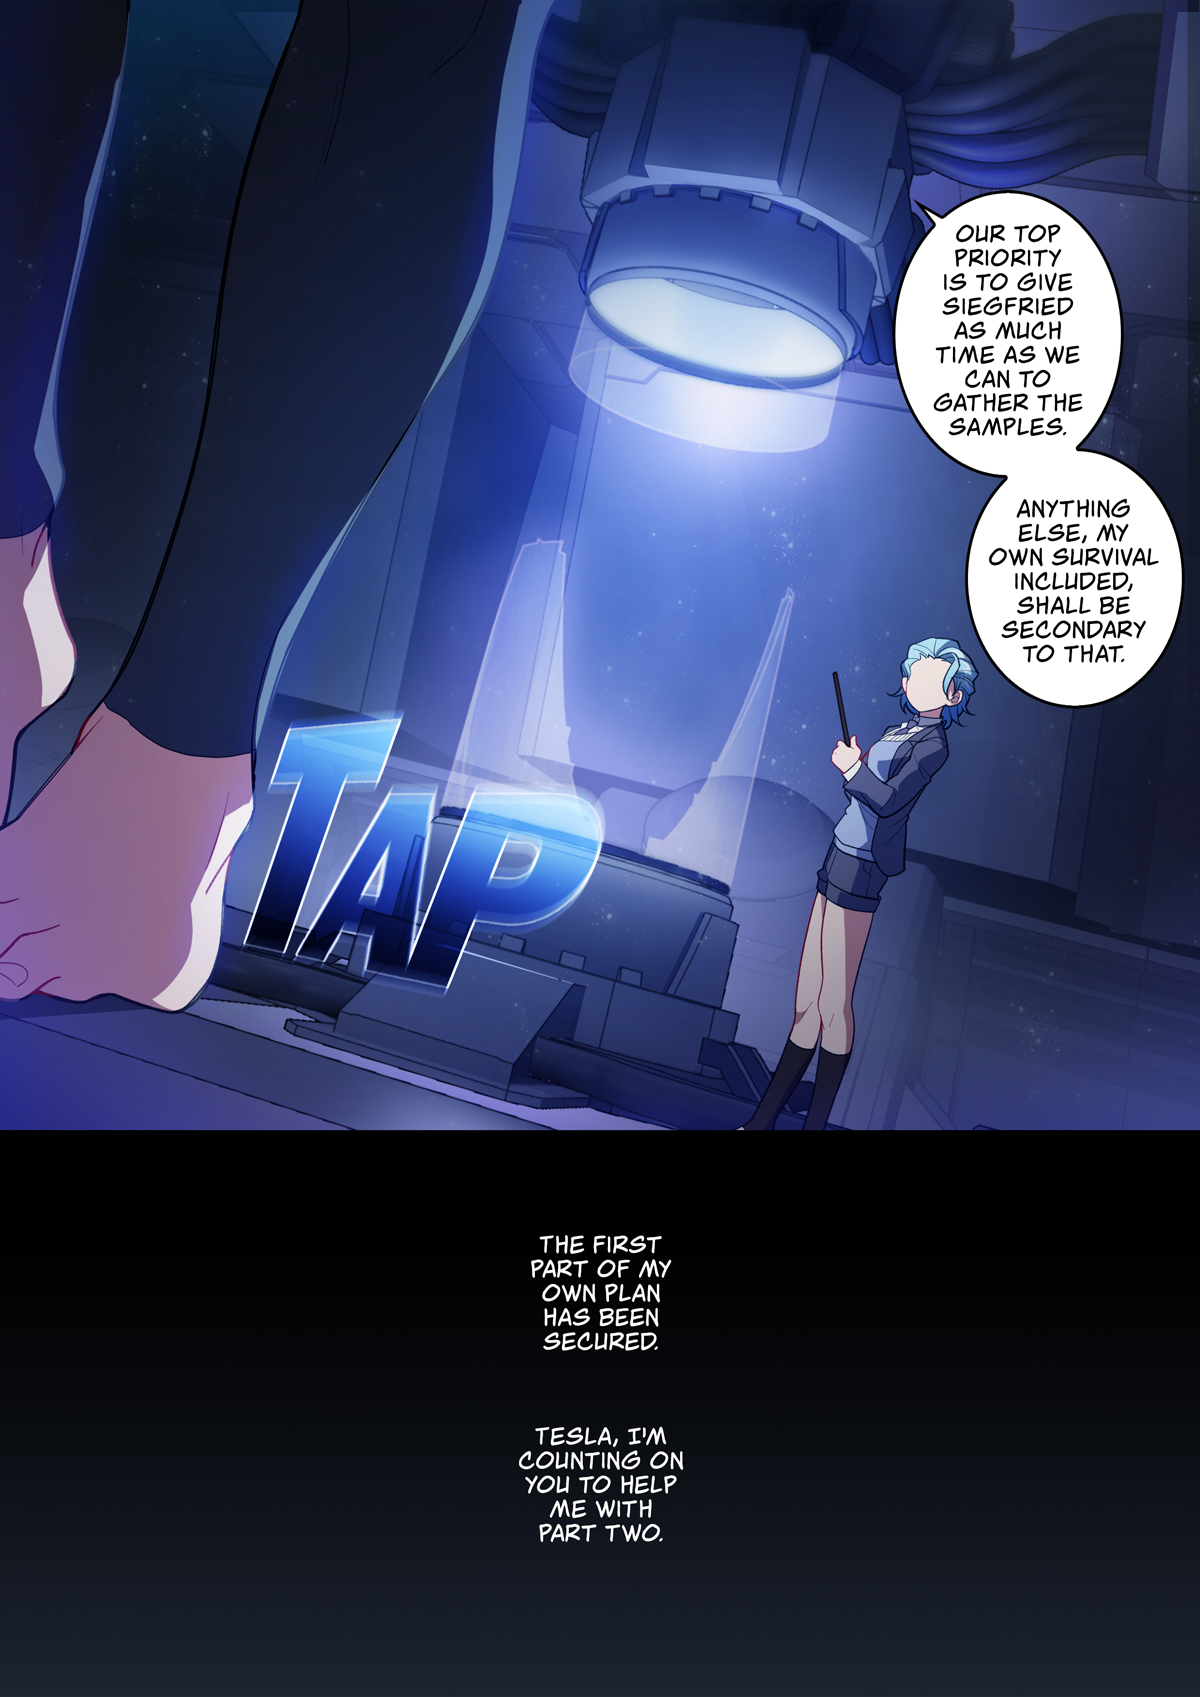 OUR TOP
PRIORITY
IS TO GIVE
SIEGFRIED
AS MUCH
TIME AS WE
CAN TO
GATHER THE
SAMPLES.
ANYTHING
ELSE, MY
OWN SURVIVAL
INCLUDED,
SHALL BE
SECONDARY
TO THAT.
TAP
THE FIRST
PART OF MY
OWN PLAN
HAS BEEN
SECURED.
TESLA, I'M
COUNTING ON
YOU TO HELP
ME WITH
PART TWO.